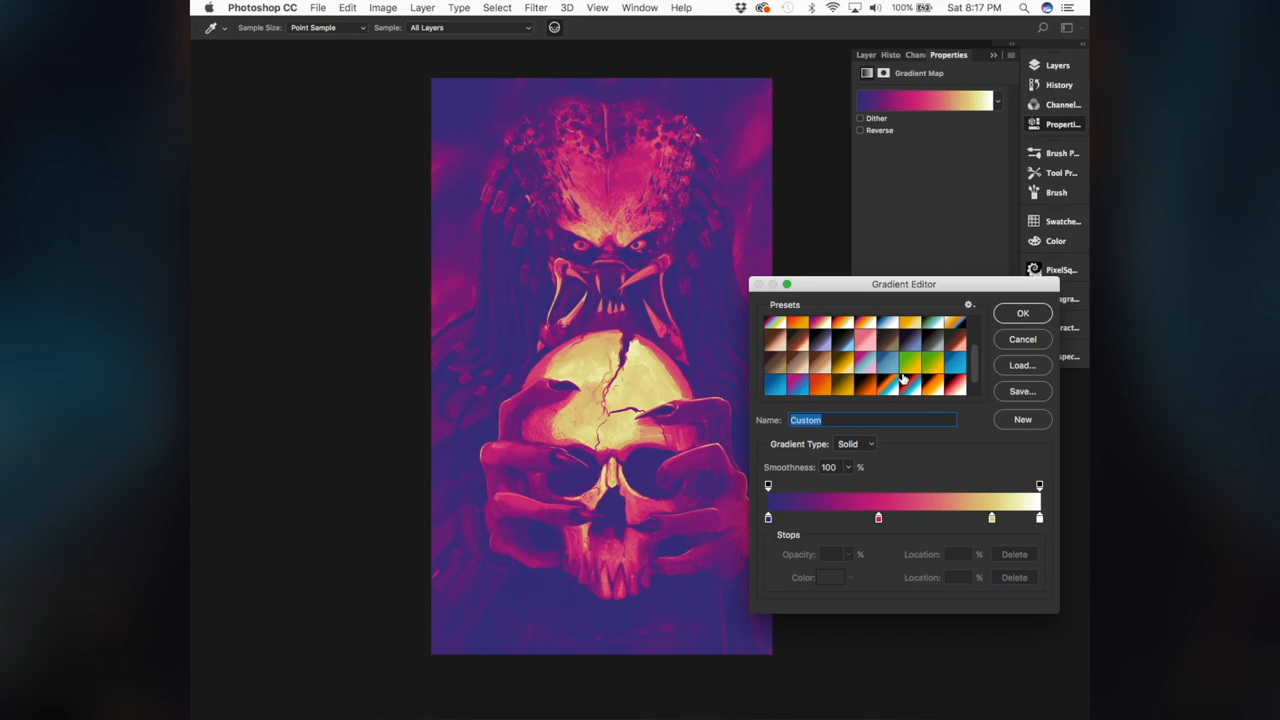 Photoshop CC File Edit Image Layer Type Select Filter 3D View Window Help 100% Sat 8:17 PM
Sample Size: Point Sample Sample: All Layers
Layer Histo Chan Properties
Gradient Map
Dither
Reverse
Layers
History
Channel...
Properti...
Brush P...
Tool Pr...
Brush
Swatche...
Color
PixelSq...
Gradient Editor
Presets
OK
Cancel
Load...
Save...
Name: Custom
New
Gradient Type: Solid
Smoothness: 100 %
Stops
Opacity: % Location: % Delete
Color: Location: % Delete